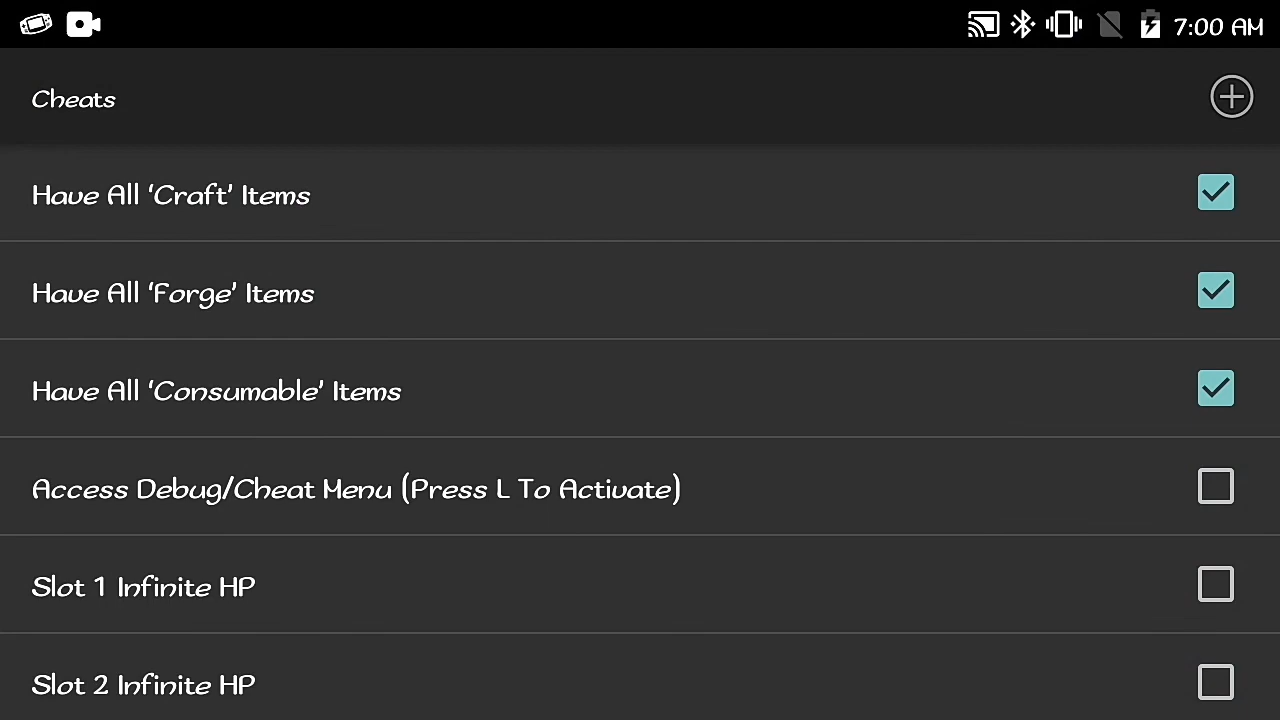 7:00 AM
Cheats
Have All 'Craft' Items
Have All 'Forge' Items
Have All 'Consumable' Items
Access Debug/Cheat Menu (Press L To Activate)
Slot 1 Infinite HP
Slot 2 Infinite HP